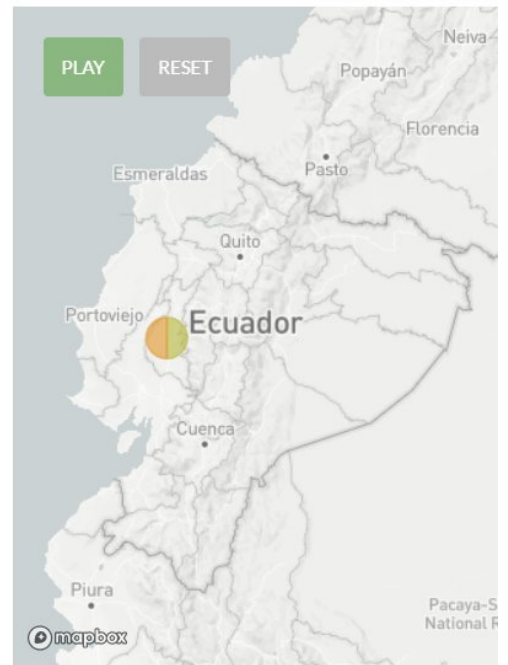 PLAY
RESET
Neiva
Popayán
Florencia
Pasto
Esmeraldas
Quito
Portoviejo
Ecuador
Cuenca
Piura
Pacaya-S
National R
mapbox